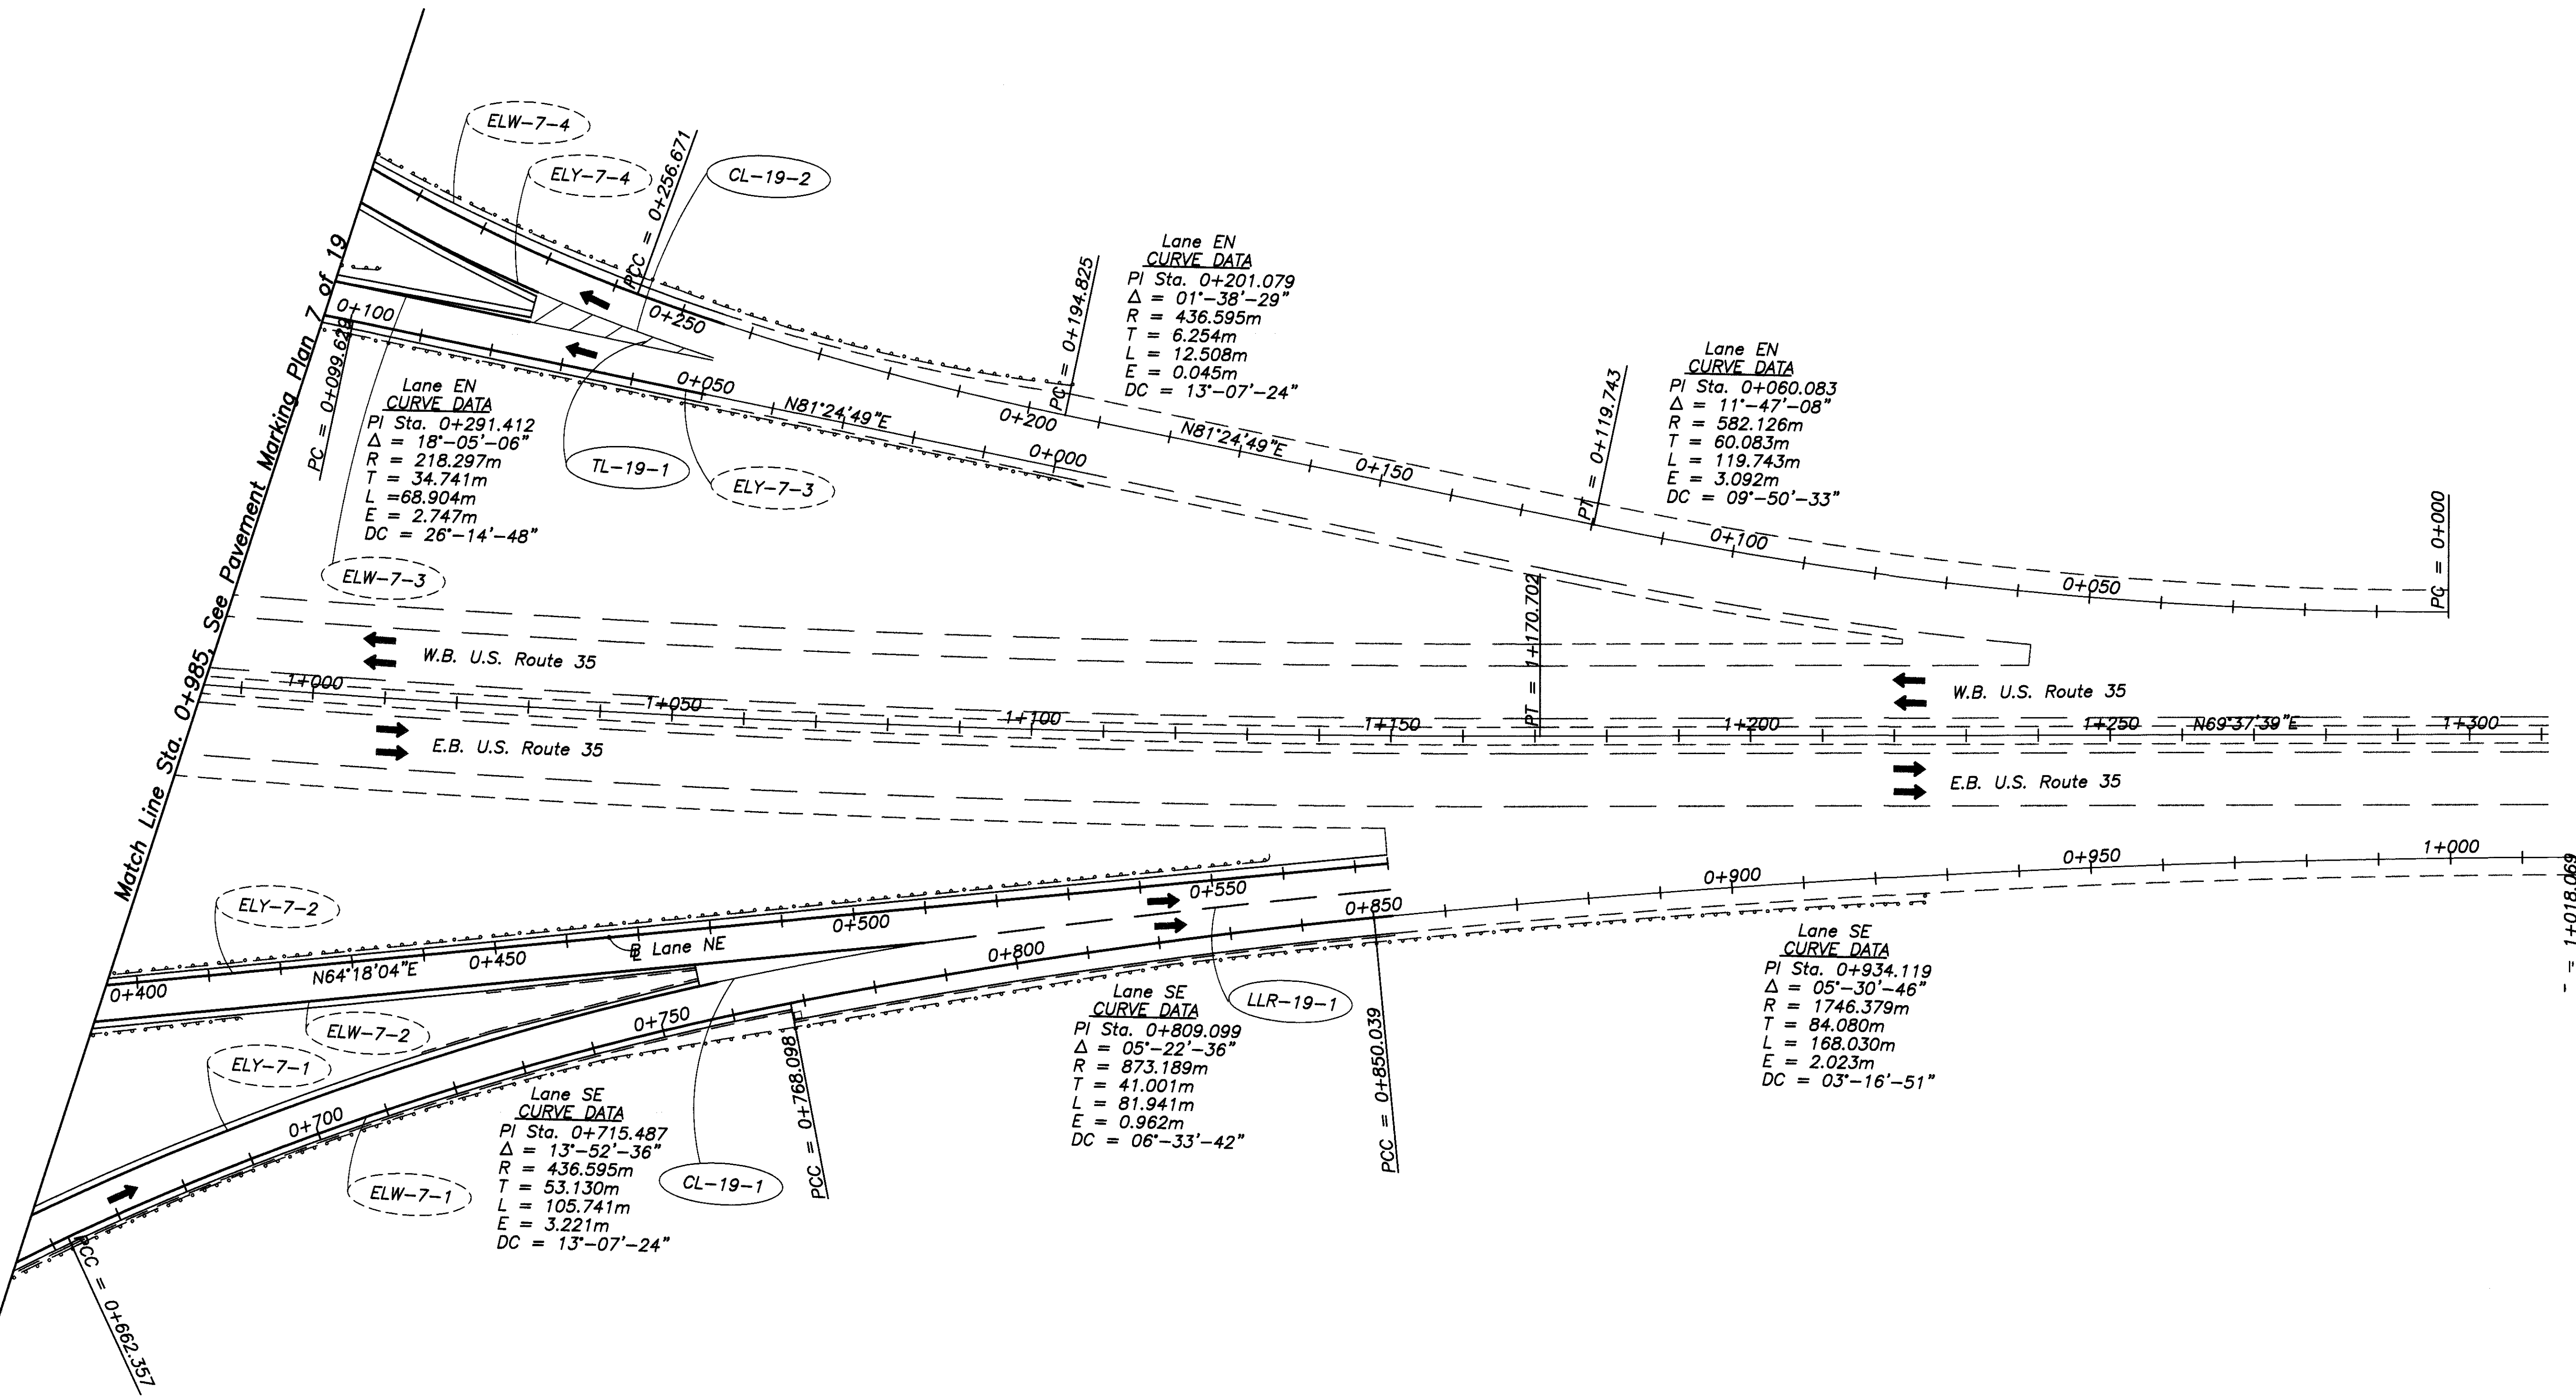 ELW-7-4
ELY-7-4
CL-19-2
PCC = 0+256.671
Match Line Sta. 0+985, See Pavement Marking Plan 7 of 19
0+100
0+250
PC = 0+099.629
0+050
N81°24'49"E
0+000
Lane EN
CURVE DATA
PI Sta. 0+291.412
Δ = 18°-05'-06"
R = 218.297m
T = 34.741m
L =68.904m
E = 2.747m
DC = 26°-14'-48"
TL-19-1
ELY-7-3
ELW-7-3
PC = 0+194.825
Lane EN
CURVE DATA
PI Sta. 0+201.079
Δ = 01°-38'-29"
R = 436.595m
T = 6.254m
L = 12.508m
E = 0.045m
DC = 13°-07'-24"
0+200
N81°24'49"E
0+150
PT = 0+119.743
Lane EN
CURVE DATA
PI Sta. 0+060.083
Δ = 11°-47'-08"
R = 582.126m
T = 60.083m
L = 119.743m
E = 3.092m
DC = 09°-50'-33"
0+100
0+050
PC = 0+000
W.B. U.S. Route 35
W.B. U.S. Route 35
1+000
1+050
1+100
1+150
PT = 1+170.702
1+200
1+250
N69°37'39"E
1+300
E.B. U.S. Route 35
E.B. U.S. Route 35
ELY-7-2
0+400
N64°18'04"E
0+450
Lane NE
0+500
0+550
0+850
0+900
0+950
1+000
= 1+018.069
ELW-7-2
ELY-7-1
0+700
0+750
0+800
LLR-19-1
ELW-7-1
CL-19-1
PCC = 0+662.357
PCC = 0+768.098
PCC = 0+850.039
Lane SE
CURVE DATA
PI Sta. 0+715.487
Δ = 13°-52'-36"
R = 436.595m
T = 53.130m
L = 105.741m
E = 3.221m
DC = 13°-07'-24"
Lane SE
CURVE DATA
PI Sta. 0+809.099
Δ = 05°-22'-36"
R = 873.189m
T = 41.001m
L = 81.941m
E = 0.962m
DC = 06°-33'-42"
Lane SE
CURVE DATA
PI Sta. 0+934.119
Δ = 05°-30'-46"
R = 1746.379m
T = 84.080m
L = 168.030m
E = 2.023m
DC = 03°-16'-51"